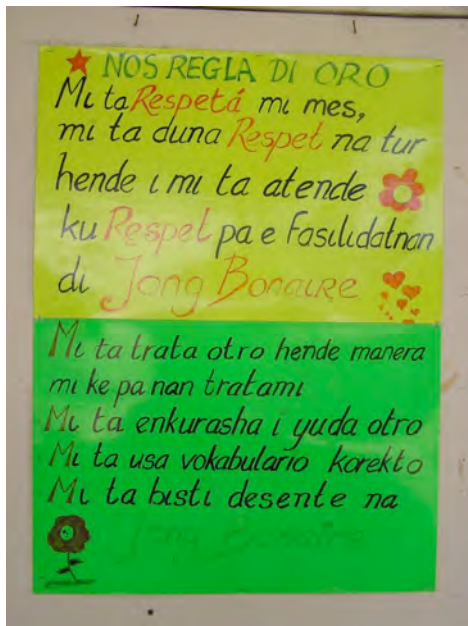 NOS REGLA DI ORO
Mi ta Respetá mi mes,
mi ta duna Respet na tur
hende i mi ta atende
ku Respet pa e Fasilidatnan
di Jong Bonaire
Mi ta trata otro hende manera
mi ke pa nan tratami
Mi ta enkurasha i yuda otro
Mi ta usa vokabulario korekto
Mi ta bisti desente na
Jong Bonaire